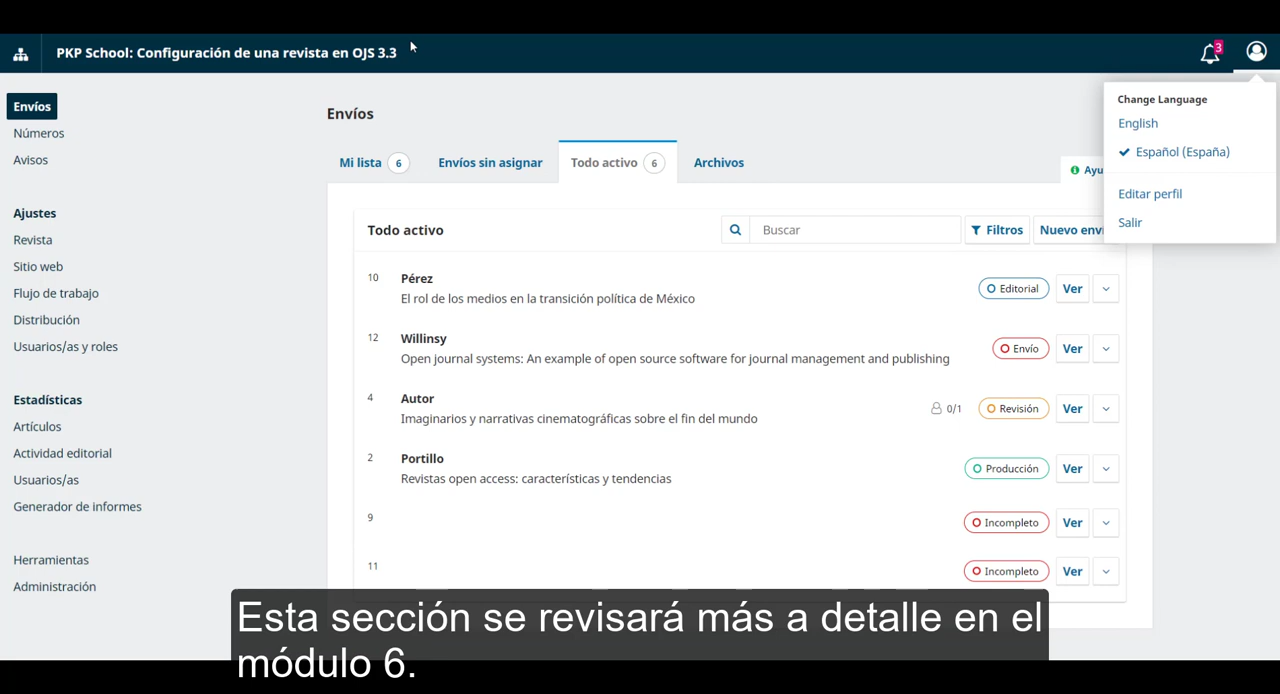 PKP School: Configuración de una revista en OJS 3.3
3
Change Language
English
Español (España)
Editar perfil
Salir
Envíos
Números
Avisos
Ajustes
Revista
Sitio web
Flujo de trabajo
Distribución
Usuarios/as y roles
Estadísticas
Artículos
Actividad editorial
Usuarios/as
Generador de informes
Herramientas
Administración
Envíos
Mi lista 6 Envíos sin asignar Todo activo 6 Archivos
Todo activo Buscar Filtros Nuevo
10 Pérez
El rol de los medios en la transición política de México
Editorial Ver
12 Willinsy
Open journal systems: An example of open source software for journal management and publishing
Envío Ver
4 Autor
Imaginarios y narrativas cinematográficas sobre el fin del mundo
0/1 Revisión Ver
2 Portillo
Revistas open access: características y tendencias
Producción Ver
9 Incompleto Ver
11 Incompleto Ver
Esta sección se revisará más a detalle en el
módulo 6.